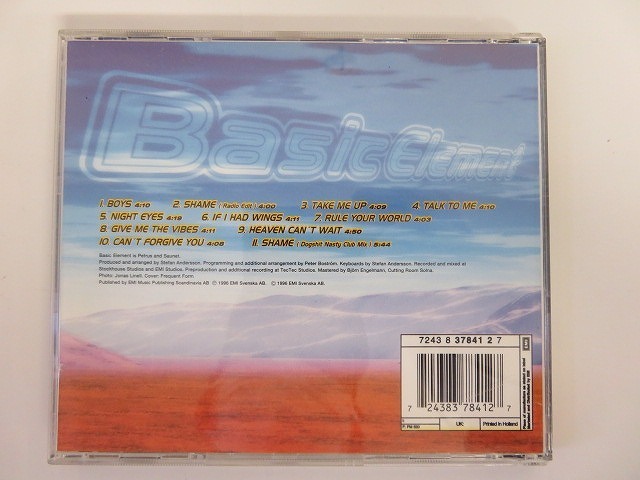 Basic Element
1. BOYS 4:10 2. SHAME (Radio Edit) 4:00 3. TAKE ME UP 4:09 4. TALK TO ME 4:10
5. NIGHT EYES 4:19 6. IF I HAD WINGS 4:11 7. RULE YOUR WORLD 4:03
8. GIVE ME THE VIBES 4:11 9. HEAVEN CAN´T WAIT 4:50
10. CAN´T FORGIVE YOU 4:08 11. SHAME (Dogshit Nasty Club Mix) 5:44
Basic Element is Petrus and Saunet.
Produced and arranged by Stefan Andersson. Programming and additional arrangement by Peter Boström. Keyboards by Stefan Andersson. Recorded and mixed at
Stockhouse Studios and EMI Studios. Preproduction and additional recording at TecTec Studios. Mastered by Björn Engelmann, Cutting Room Solna.
Photo: Jonas Linell. Cover: Frequent Form.
Published by EMI Music Publishing Scandinavia AB. ℗ 1996 EMI Svenska AB. © 1996 EMI Svenska AB.
7243 8 37841 2 7
7 24383 78412 7
UK:
Printed in Holland
EMI